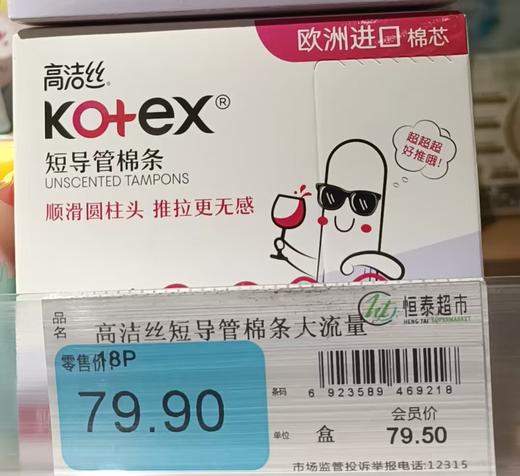 欧洲进口 棉芯
高洁丝®
Kotex®
短导管棉条
UNSCENTED TAMPONS
顺滑圆柱头 推拉更无感
超超超
好推哦!
恒泰超市
HENG TAI SUPERMARKET
品名
高洁丝短导管棉条大流量
18P
零售价
79.90
条码
6 923589 469218
单位 盒
会员价
79.50
市场监管投诉举报电话:12315